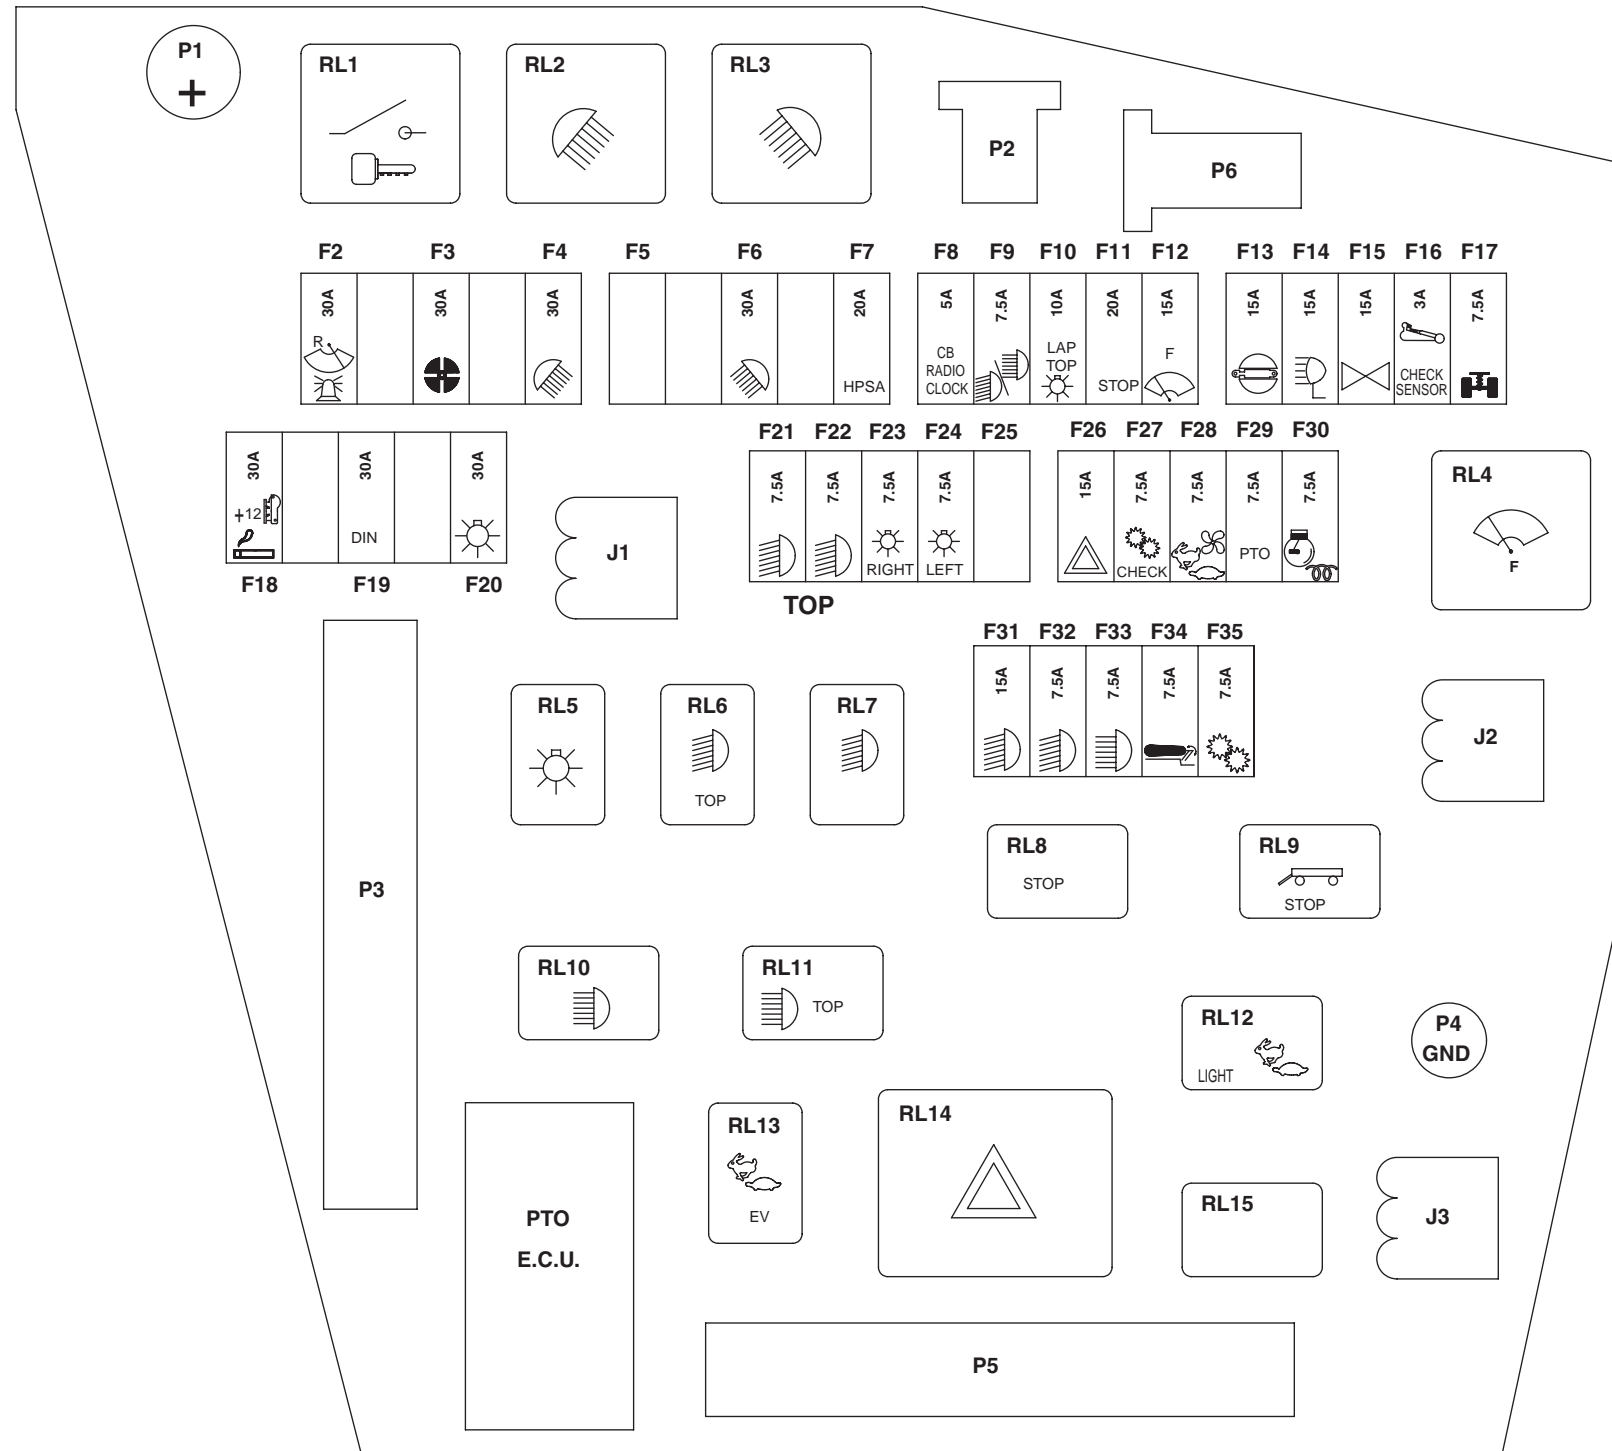 P1
+
RL1
RL2
RL3
P2
P6
F2 F3 F4 F5 F6 F7 F8 F9 F10 F11 F12 F13 F14 F15 F16 F17
30A 30A 30A 30A 20A 5A 7.5A 10A 20A 15A 15A 15A 15A 3A 7.5A
R
HPSA
CB
RADIO
CLOCK
LAP
TOP
STOP
F
CHECK
SENSOR
30A 30A 30A
+12
DIN
F18 F19 F20
J1
F21 F22 F23 F24 F25 F26 F27 F28 F29 F30
7.5A 7.5A 7.5A 7.5A 15A 7.5A 7.5A 7.5A 7.5A
RIGHT LEFT
CHECK
PTO
TOP
RL4
F
F31 F32 F33 F34 F35
15A 7.5A 7.5A 7.5A 7.5A
RL5
RL6
TOP
RL7
J2
RL8
STOP
RL9
STOP
P3
RL10
RL11
TOP
RL12
LIGHT
P4
GND
RL13
EV
RL14
RL15
J3
PTO
E.C.U.
P5